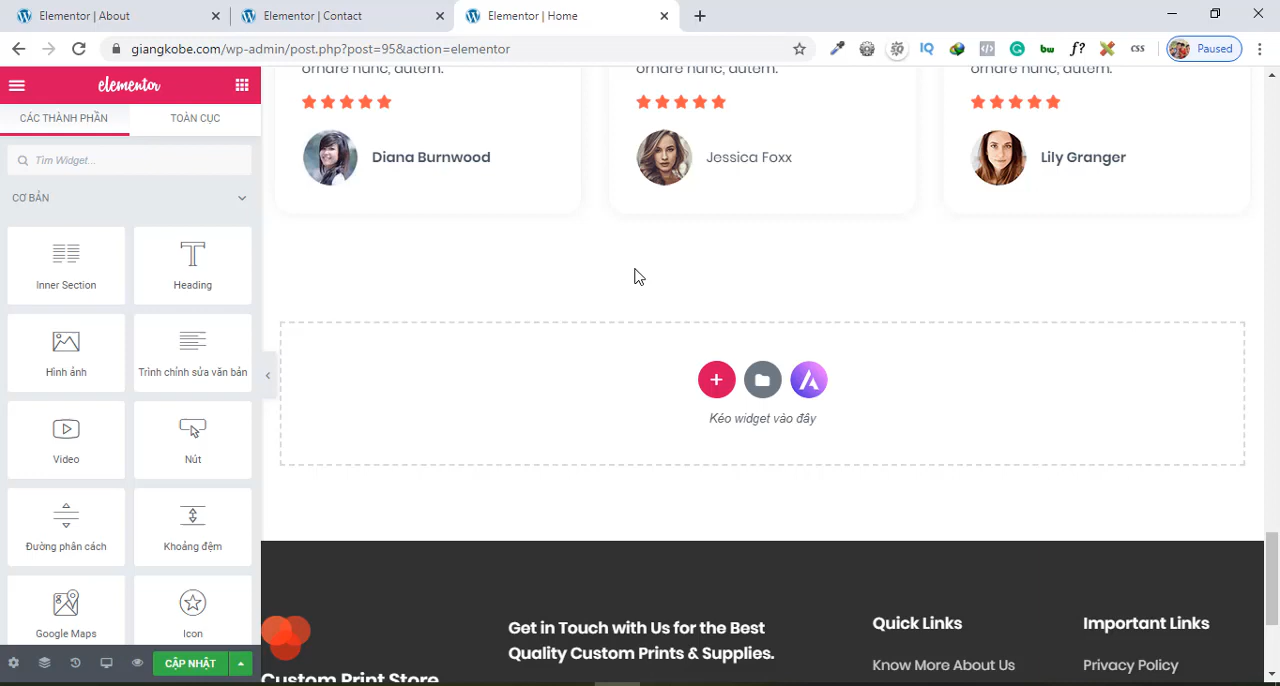 Elementor | About
Elementor | Contact
Elementor | Home
giangkobe.com/wp-admin/post.php?post=95&action=elementor
IQ
bw
f?
CSS
Paused
elementor
CÁC THÀNH PHẦN
TOÀN CỤC
Tìm Widget...
CƠ BẢN
Inner Section
Heading
Hình ảnh
Trình chỉnh sửa văn bản
Video
Nút
Đường phân cách
Khoảng đệm
Google Maps
Icon
CẬP NHẬT
ornare nunc, autem.
ornare nunc, autem.
ornare nunc, autem.
Diana Burnwood
Jessica Foxx
Lily Granger
Kéo widget vào đây
Custom Print Store
Get in Touch with Us for the Best
Quality Custom Prints & Supplies.
Quick Links
Know More About Us
Important Links
Privacy Policy